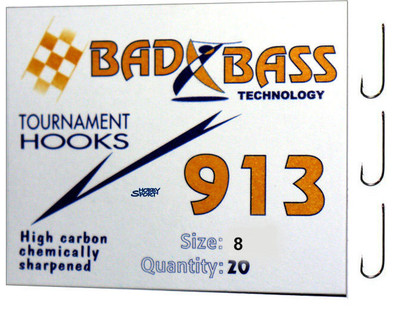 BAD BASS
TECHNOLOGY
TOURNAMENT
HOOKS
HOBBY
SPORT
913
High carbon
chemically
sharpened
Size: 8
Quantity: 20